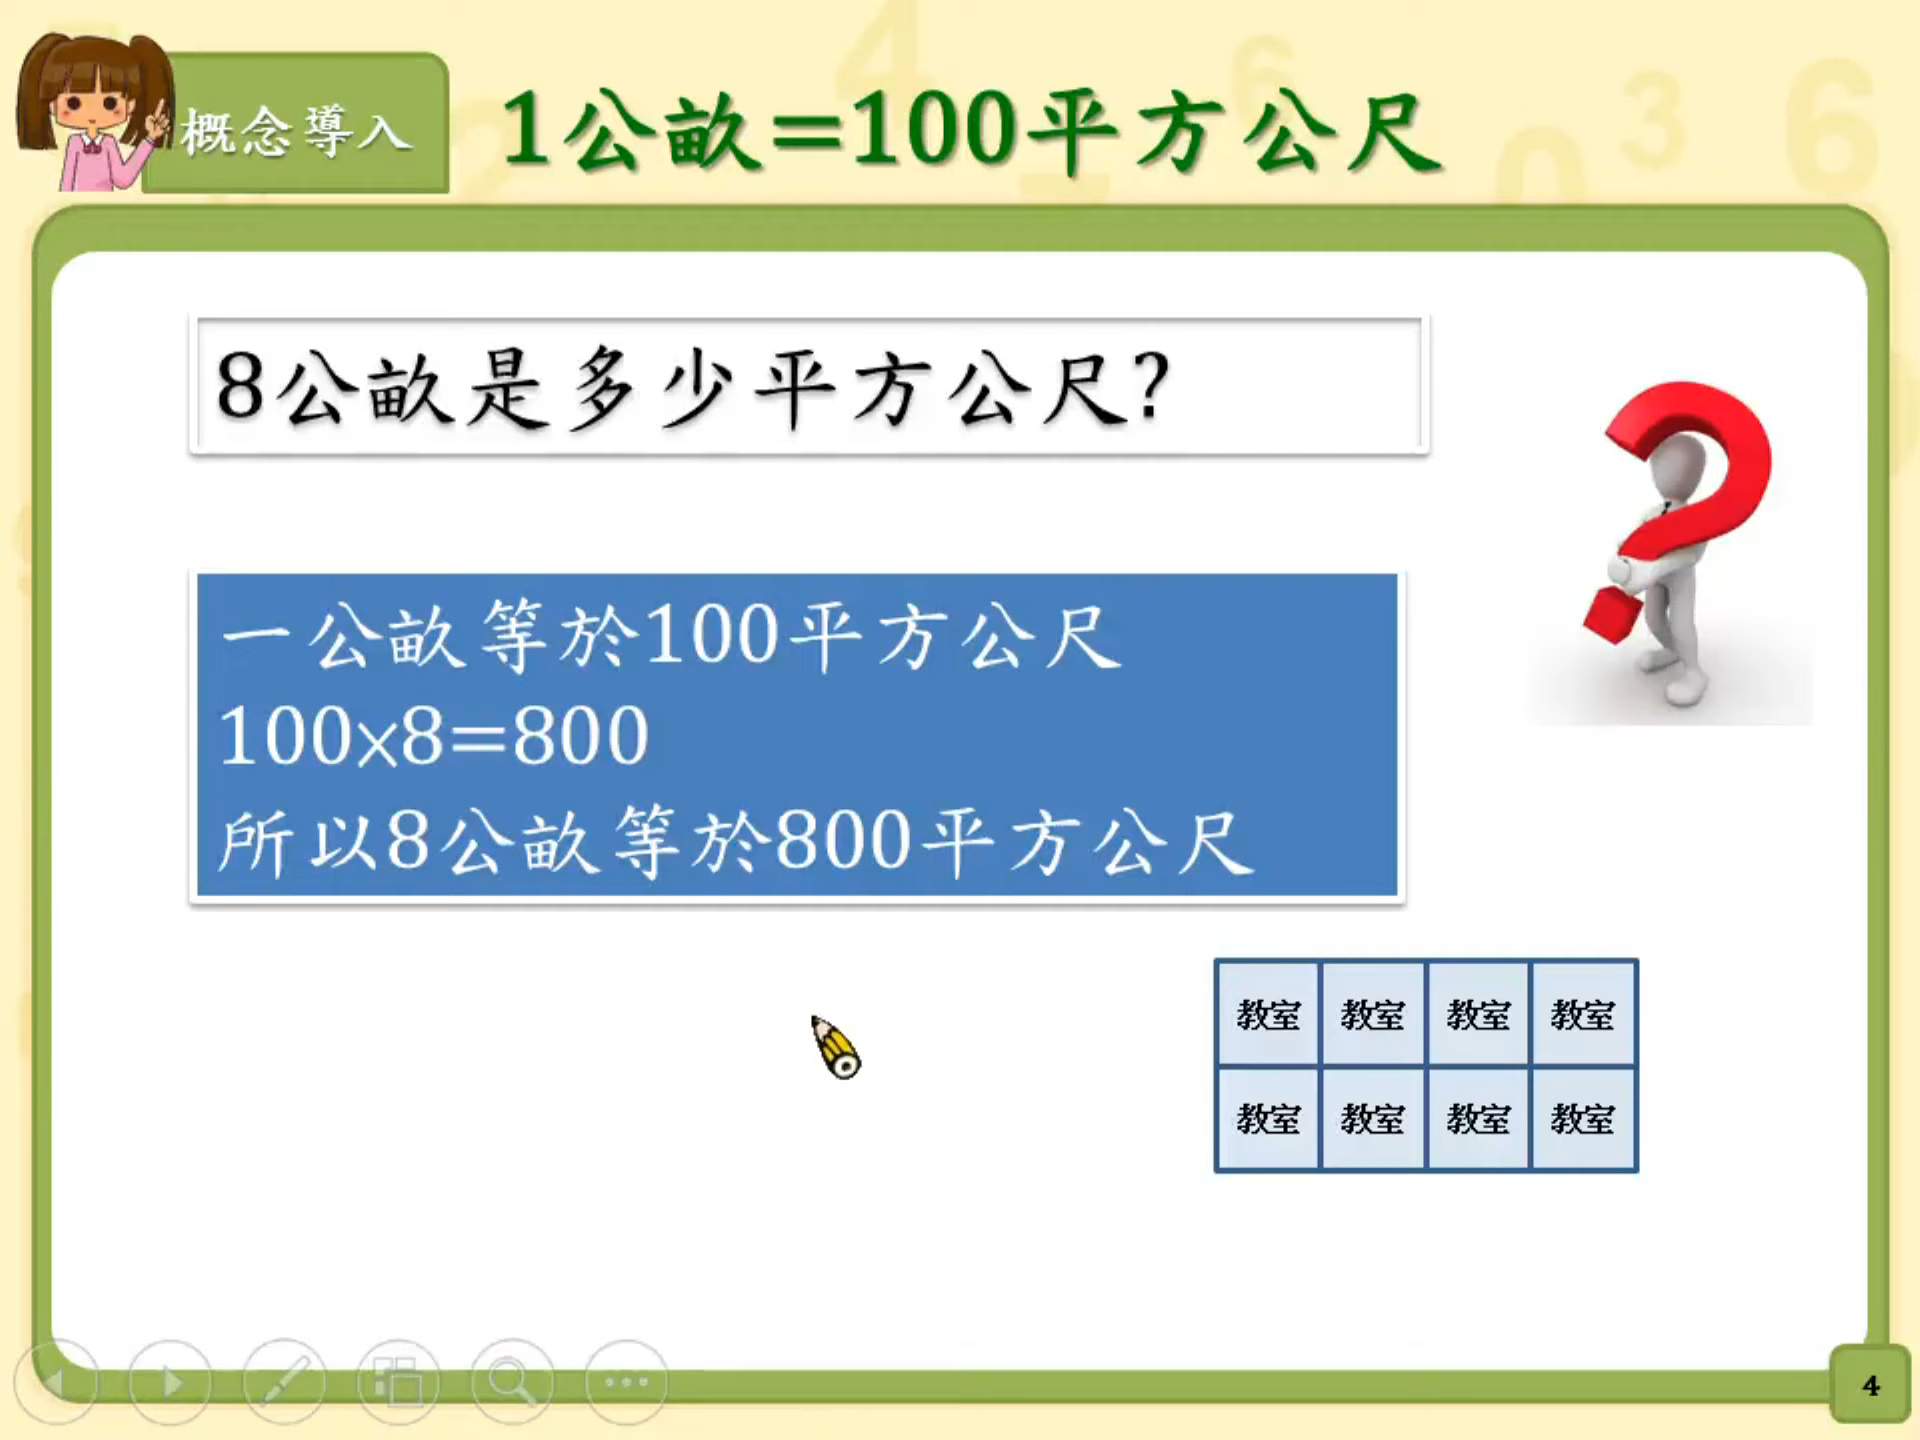 概念導入
1公畝=100平方公尺
8公畝是多少平方公尺?
一公畝等於100平方公尺
100×8=800
所以8公畝等於800平方公尺
教室 教室 教室 教室
教室 教室 教室 教室
4